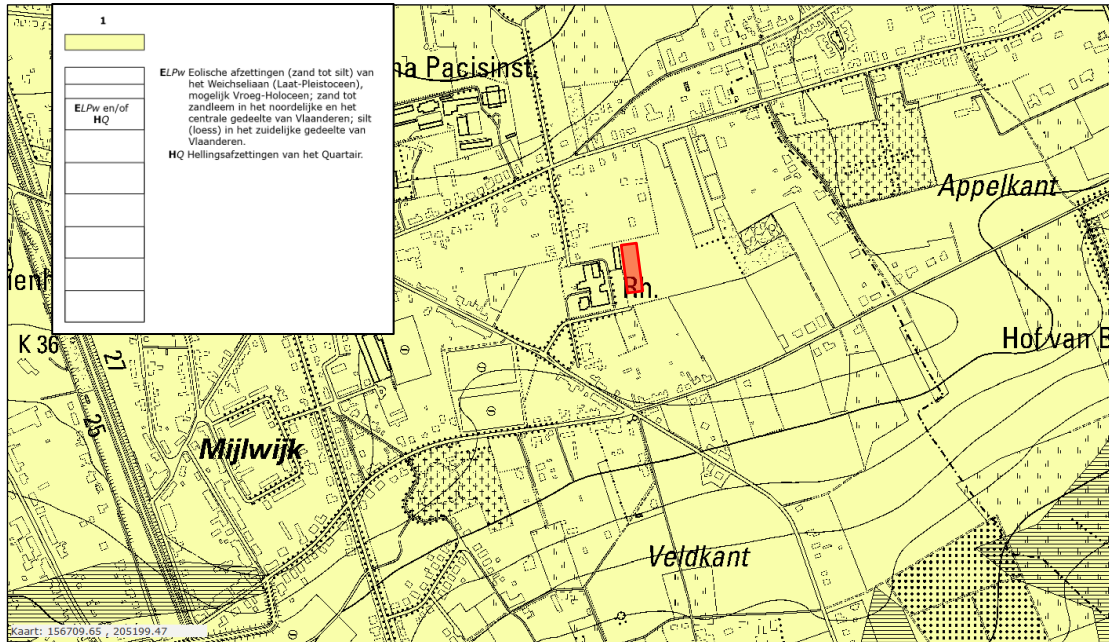 1
ELPw en/of
HQ
ELPw Eolische afzettingen (zand tot silt) van
het Weichseliaan (Laat-Pleistoceen),
mogelijk Vroeg-Holoceen; zand tot
zandleem in het noordelijke en het
centrale gedeelte van Vlaanderen; silt
(loess) in het zuidelijke gedeelte van
Vlaanderen.
HQ Hellingsafzettingen van het Quartair.
na Pacisinst
Appelkant
Rh.
ienh
K 36
Hof van B
27
25
Mijlwijk
Veldkant
Kaart: 156709.65 , 205199.47